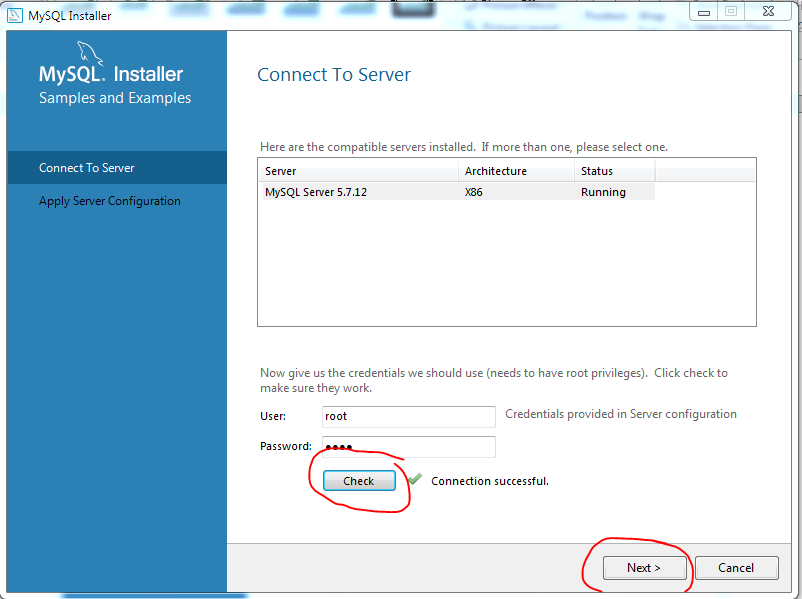 MySQL Installer
MySQL. Installer
Samples and Examples
Connect To Server
Apply Server Configuration
Connect To Server
Here are the compatible servers installed. If more than one, please select one.
Server Architecture Status
MySQL Server 5.7.12 X86 Running
Now give us the credentials we should use (needs to have root privileges). Click check to
make sure they work.
User: root Credentials provided in Server configuration
Password: ••••
Check Connection successful.
Next > Cancel